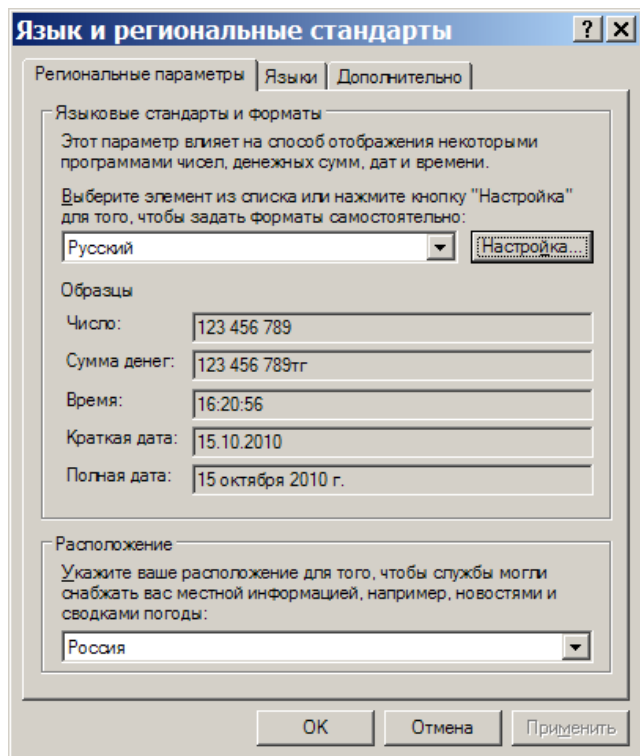 Язык и региональные стандарты
Региональные параметры
Языки
Дополнительно
Языковые стандарты и форматы
Этот параметр влияет на способ отображения некоторыми
программами чисел, денежных сумм, дат и времени.
Выберите элемент из списка или нажмите кнопку "Настройка"
для того, чтобы задать форматы самостоятельно:
Русский
Настройка...
Образцы
Число:
123 456 789
Сумма денег:
123 456 789тг
Время:
16:20:56
Краткая дата:
15.10.2010
Полная дата:
15 октября 2010 г.
Расположение
Укажите ваше расположение для того, чтобы службы могли
снабжать вас местной информацией, например, новостями и
сводками погоды:
Россия
OK
Отмена
Применить